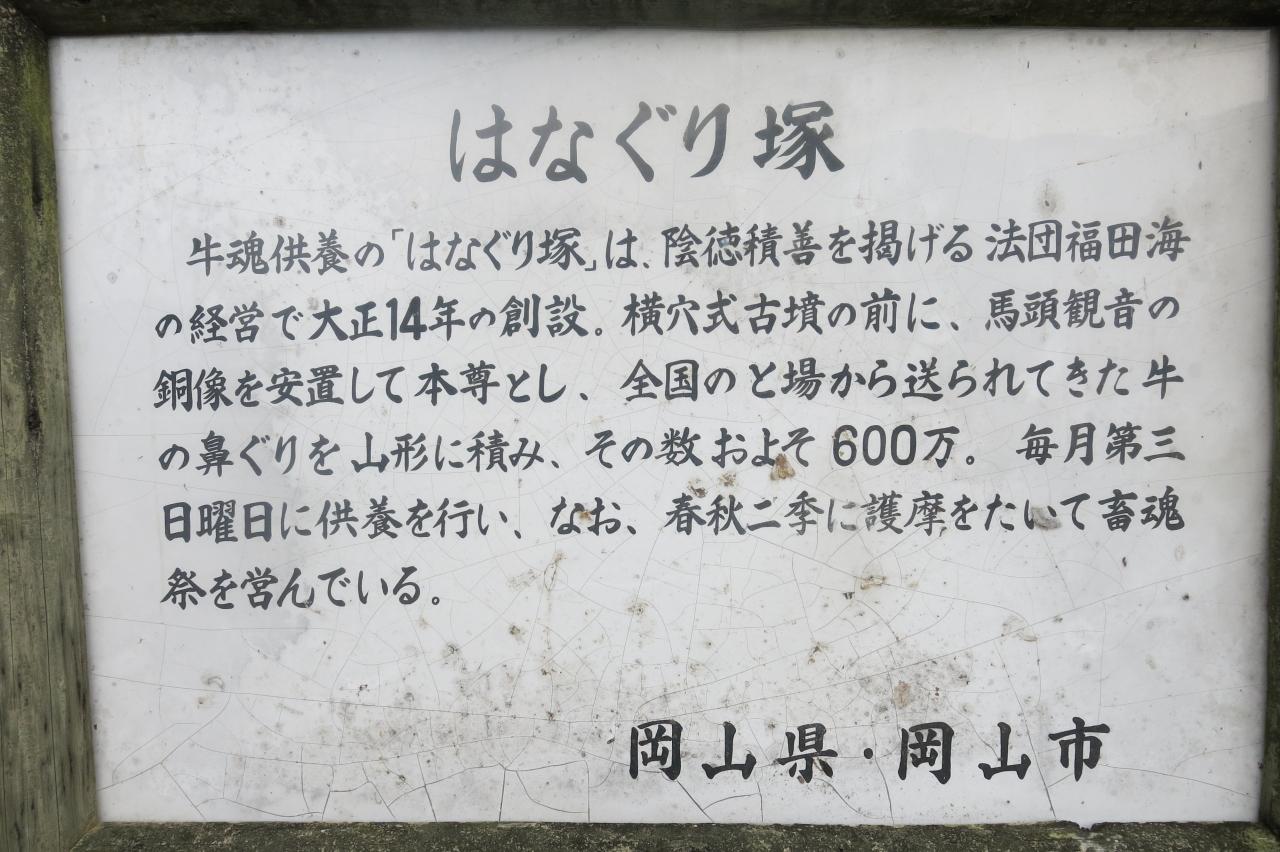 はなぐり塚
牛魂供養の「はなぐり塚」は、陰徳積善を掲げる法団福田海
の経営で大正14年の創設。横穴式古墳の前に、馬頭観音の
銅像を安置して本尊とし、全国のと場から送られてきた牛
の鼻ぐりを山形に積み、その数およそ600万。毎月第三
日曜日に供養を行い、なお、春秋二季に護摩をたいて畜魂
祭を営んでいる。
岡山県・岡山市